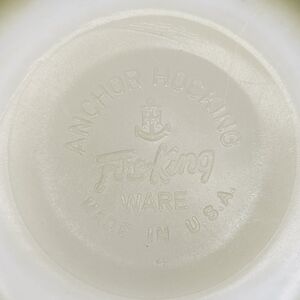 ANCHOR HOCKING
Fire-King
WARE
MADE IN U.S.A.